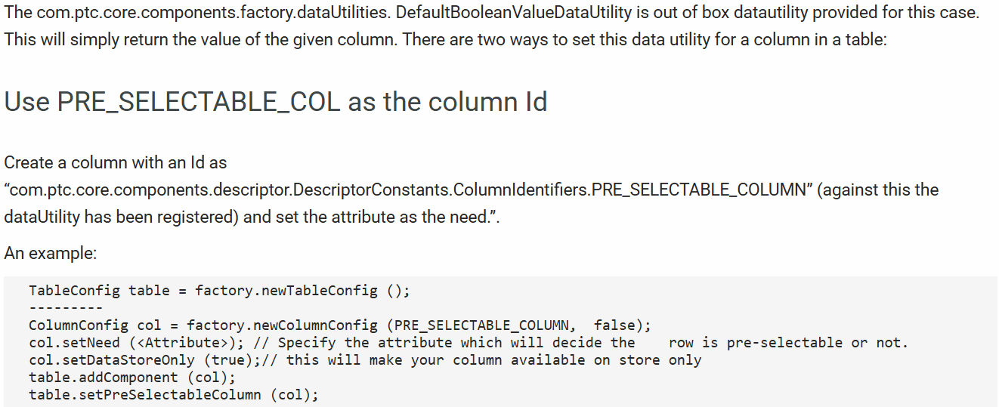 The com.ptc.core.components.factory.dataUtilities. DefaultBooleanValueDataUtility is out of box datautility provided for this case.
This will simply return the value of the given column. There are two ways to set this data utility for a column in a table:
Use PRE_SELECTABLE_COL as the column Id
Create a column with an Id as
“com.ptc.core.components.descriptor.DescriptorConstants.ColumnIdentifiers.PRE_SELECTABLE_COLUMN” (against this the
dataUtility has been registered) and set the attribute as the need.”.
An example:
TableConfig table = factory.newTableConfig ();
---------
ColumnConfig col = factory.newColumnConfig (PRE_SELECTABLE_COLUMN,  false);
col.setNeed (<Attribute>); // Specify the attribute which will decide the    row is pre-selectable or not.
col.setDataStoreOnly (true);// this will make your column available on store only
table.addComponent (col);
table.setPreSelectableColumn (col);